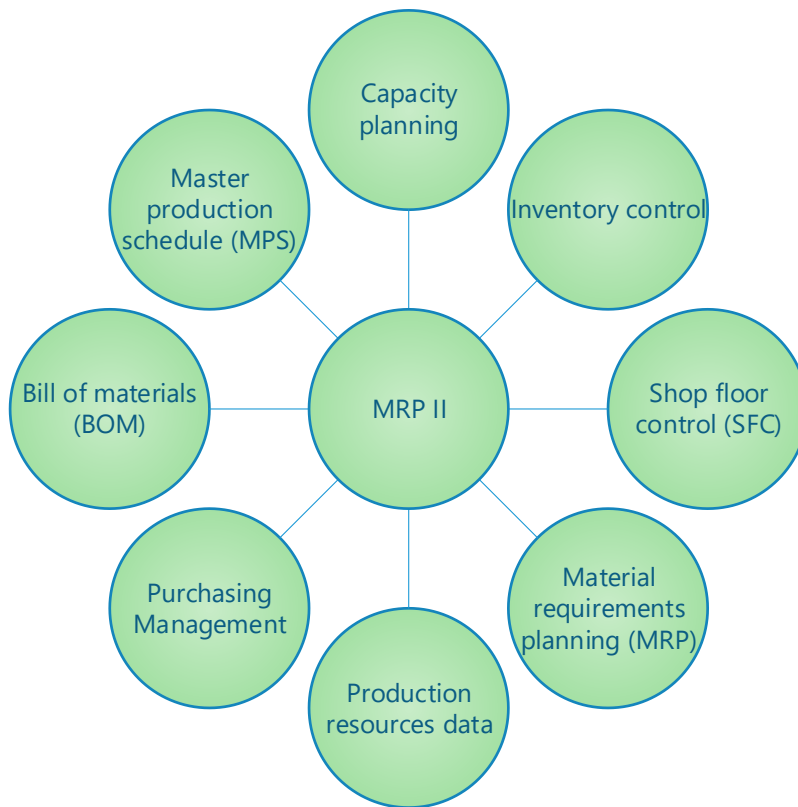 Capacity
planning
Master
production
schedule (MPS)
Inventory control
Bill of materials
(BOM)
MRP II
Shop floor
control (SFC)
Purchasing
Management
Material
requirements
planning (MRP)
Production
resources data